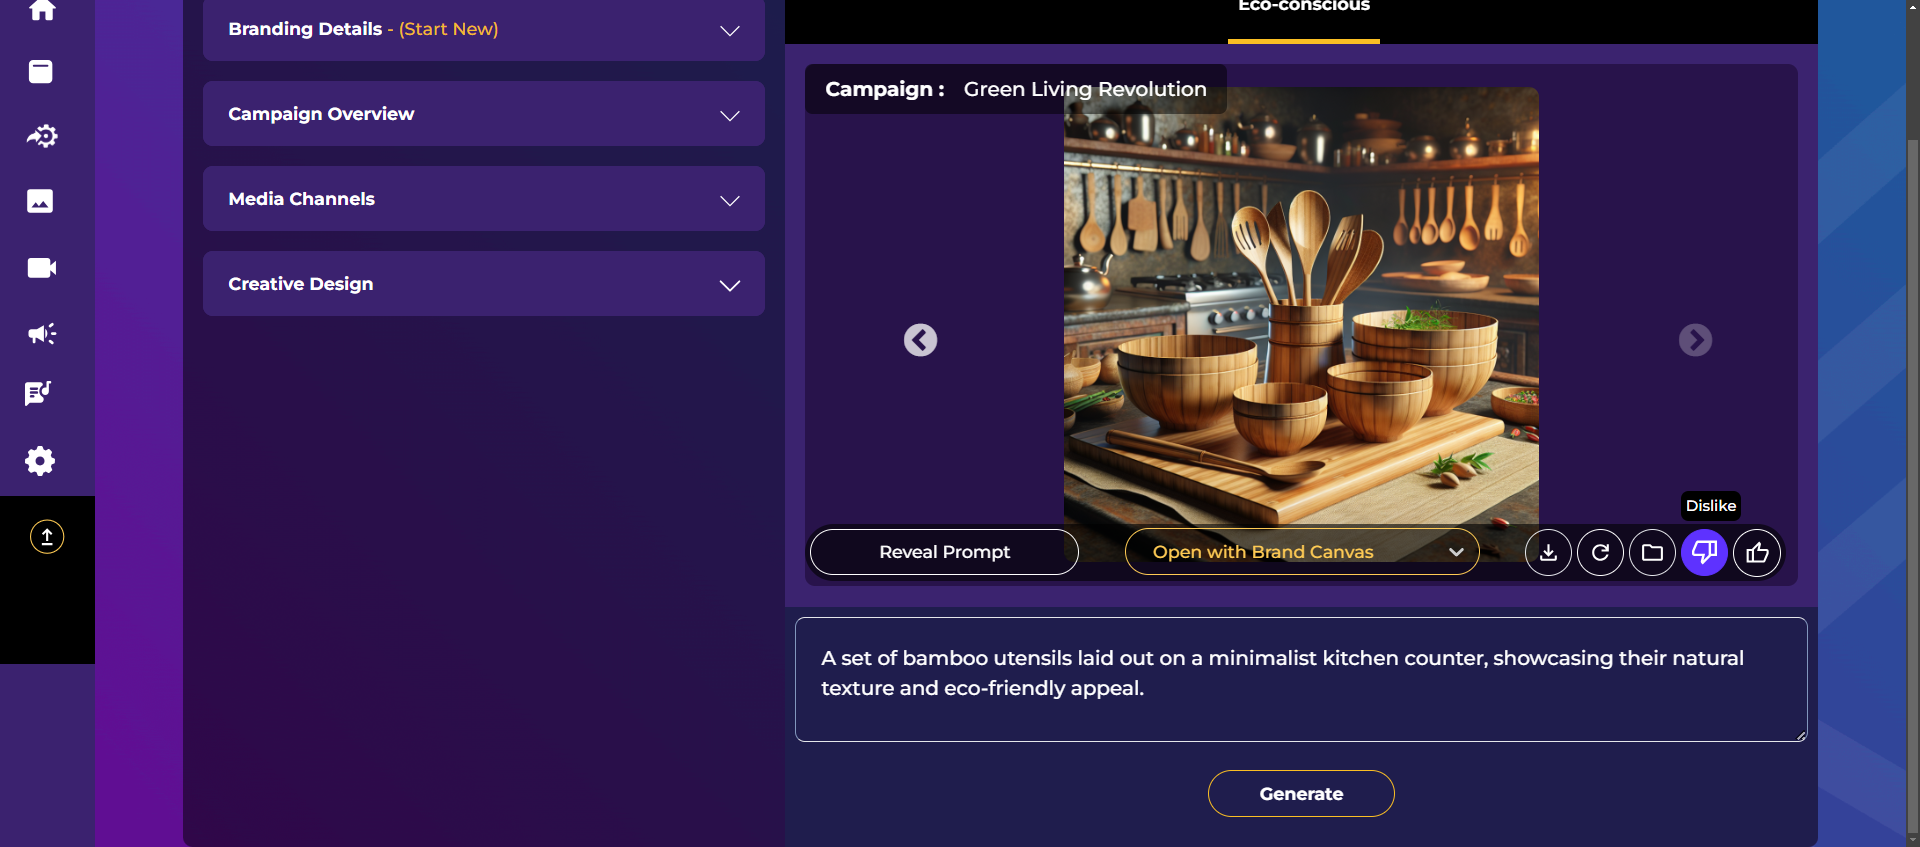 Branding Details - (Start New)
Campaign Overview
Media Channels
Creative Design
Eco-conscious
Campaign : Green Living Revolution
Dislike
Reveal Prompt
Open with Brand Canvas
A set of bamboo utensils laid out on a minimalist kitchen counter, showcasing their natural
texture and eco-friendly appeal.
Generate